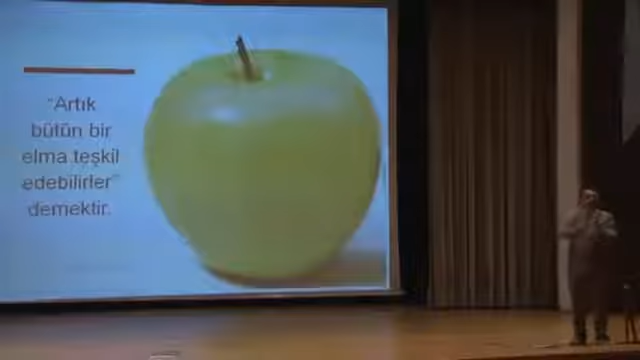 "Artık
bütün bir
elma teşkil
edebilirler"
demektir.